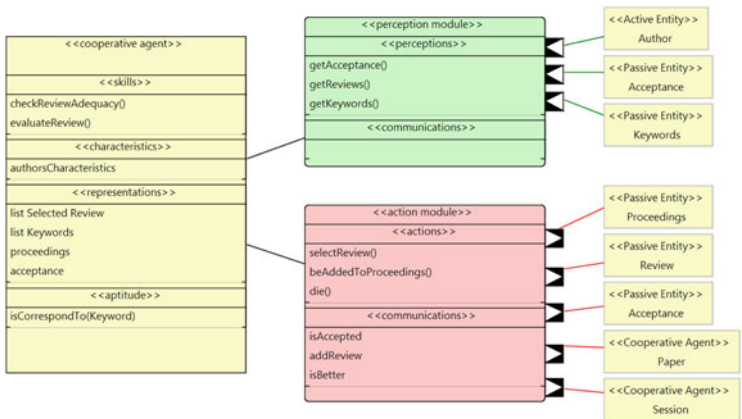 <<cooperative agent>>
<<skills>>
checkReviewAdequacy()
evaluateReview()
<<characteristics>>
authorsCharacteristics
<<representations>>
list Selected Review
list Keywords
proceedings
acceptance
<<aptitude>>
isCorrespondTo(Keyword)
<<perception module>>
<<perceptions>>
getAcceptance()
getReviews()
getKeywords()
<<communications>>
<<action module>>
<<actions>>
selectReview()
beAddedToProceedings()
die()
<<communications>>
isAccepted
addReview
isBetter
<<Active Entity>>
Author
<<Passive Entity>>
Acceptance
<<Passive Entity>>
Keywords
<<Passive Entity>>
Proceedings
<<Passive Entity>>
Review
<<Passive Entity>>
Acceptance
<<Cooperative Agent>>
Paper
<<Cooperative Agent>>
Session